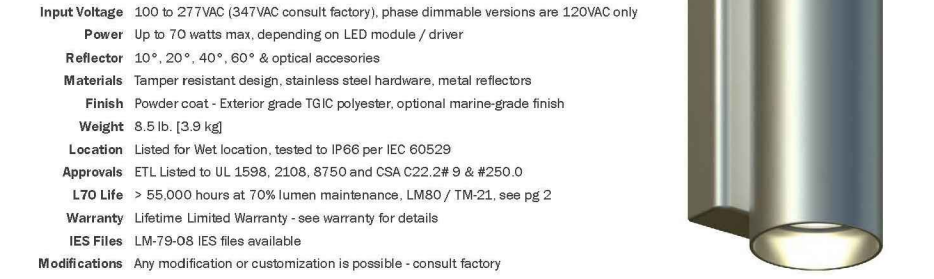 Input Voltage 100 to 277VAC (347VAC consult factory), phase dimmable versions are 120VAC only
Power Up to 70 watts max, depending on LED module / driver
Reflector 10°, 20°, 40°, 60° & optical accesories
Materials Tamper resistant design, stainless steel hardware, metal reflectors
Finish Powder coat - Exterior grade TGIC polyester, optional marine-grade finish
Weight 8.5 lb. [3.9 kg]
Location Listed for Wet location, tested to IP66 per IEC 60529
Approvals ETL Listed to UL 1598, 2108, 8750 and CSA C22.2# 9 & #250.0
L70 Life > 55,000 hours at 70% lumen maintenance, LM80 / TM-21, see pg 2
Warranty Lifetime Limited Warranty - see warranty for details
IES Files LM-79-08 IES files available
Modifications Any modification or customization is possible - consult factory